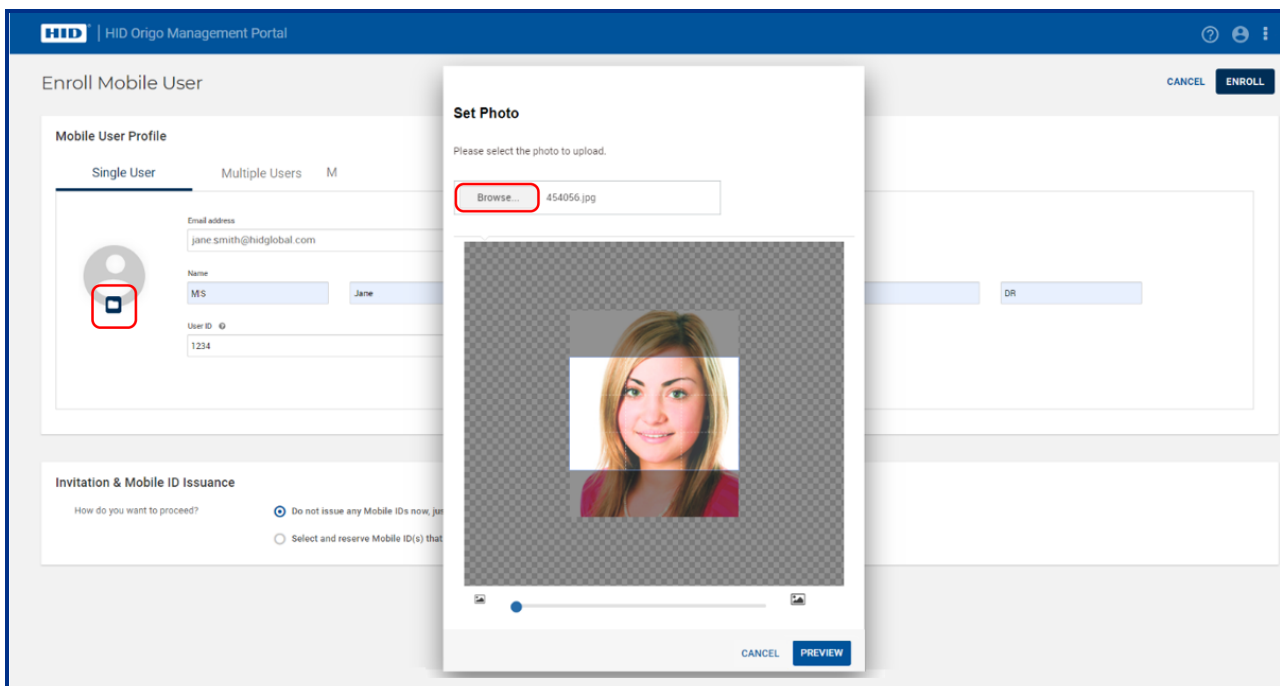 HID | HID Origo Management Portal
Enroll Mobile User
CANCEL ENROLL
Mobile User Profile
Single User Multiple Users M
Email address
jane.smith@hidglobal.com
Name
MS Jane DR
User ID
1234
Invitation & Mobile ID Issuance
How do you want to proceed?
Do not issue any Mobile IDs now, jus
Select and reserve Mobile ID(s) that
Set Photo
Please select the photo to upload.
Browse... 454056.jpg
CANCEL PREVIEW